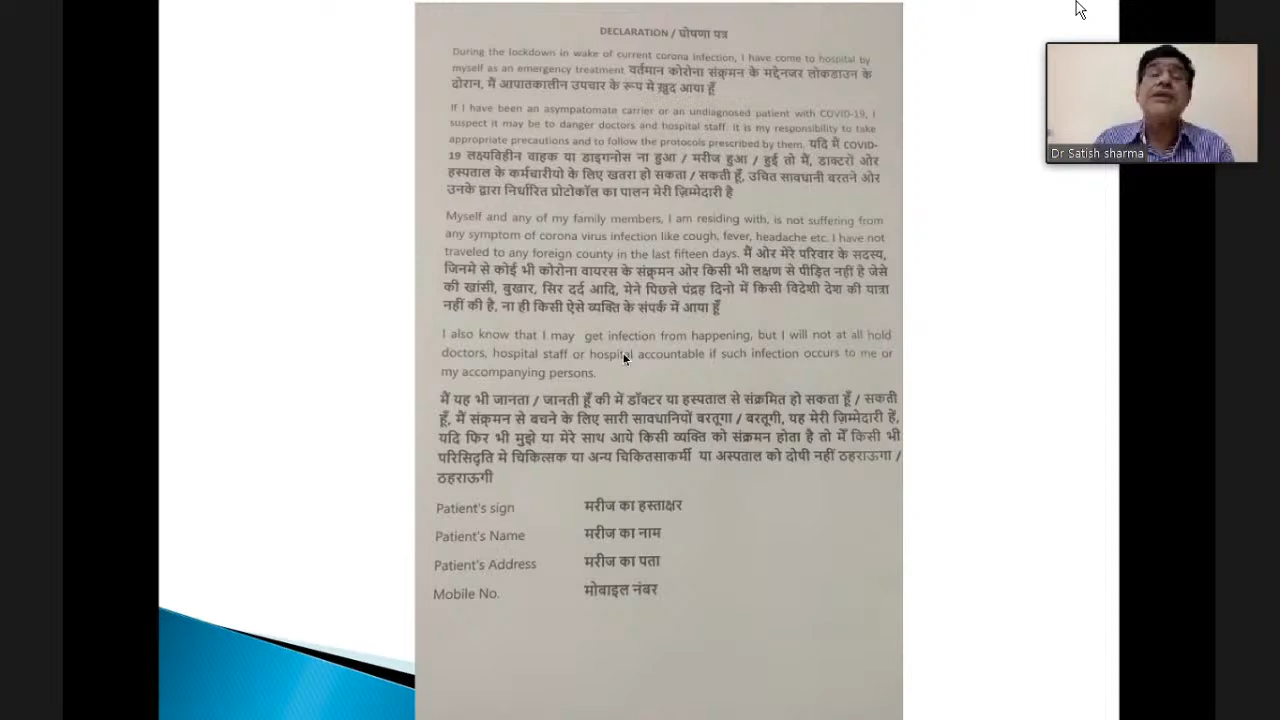 DECLARATION / घोषणा पत्र
During the lockdown in wake of current corona infection, I have come to hospital by
myself as an emergency treatment वर्तमान कोरोना संक्रमन के मद्देनजर लोकडाउन के
दोरान, मैं आपातकालीन उपचार के रूप मे ख़ुद आया हूँ
If I have been an asympatomate carrier or an undiagnosed patient with COVID-19, I
suspect it may be to danger doctors and hospital staff. it is my responsibility to take
appropriate precautions and to follow the protocols prescribed by them. यदि मैं COVID-
19 लक्ष्यविहीन वाहक या डाइगनोस ना हुआ / मरीज हुआ / हुई तो मैं, डाक्टरों ओर
हस्पताल के कर्मचारीयो के लिए खतरा हो सकता / सकती हूँ, उचित सावधानी बरतने ओर
उनके द्वारा निर्धारित प्रोटोकॉल का पालन मेरी ज़िम्मेदारी है
Myself and any of my family members, I am residing with, is not suffering from
any symptom of corona virus infection like cough, fever, headache etc. I have not
traveled to any foreign county in the last fifteen days. मैं ओर मेरे परिवार के सदस्य,
जिनमे से कोई भी कोरोना वायरस के संक्रमन ओर किसी भी लक्षण से पीड़ित नहीं है जेसे
की खांसी, बुखार, सिर दर्द आदि, मेने पिछले पंद्रह दिनो में किसी विदेशी देश की यात्रा
नहीं की है, ना ही किसी ऐसे व्यक्ति के संपर्क में आया हूँ
I also know that I may get infection from happening, but I will not at all hold
doctors, hospital staff or hospital accountable if such infection occurs to me or
my accompanying persons.
मैं यह भी जानता / जानती हूँ की में डॉक्टर या हस्पताल से संक्रमित हो सकता हूँ / सकती
हूँ, मैं संक्रमन से बचने के लिए सारी सावधानियों बरतूगा / बरतूगी, यह मेरी ज़िम्मेदारी हें,
यदि फिर भी मुझे या मेरे साथ आये किसी व्यक्ति को संक्रमन होता है तो मेँ किसी भी
परिसिदृति मे चिकित्सक या अन्य चिकितसाकर्मी या अस्पताल को दोपी नहीं ठहराऊगा /
ठहराऊगी
Patient's sign मरीज का हस्ताक्षर
Patient's Name मरीज का नाम
Patient's Address मरीज का पता
Mobile No. मोबाइल नंबर
Dr Satish sharma